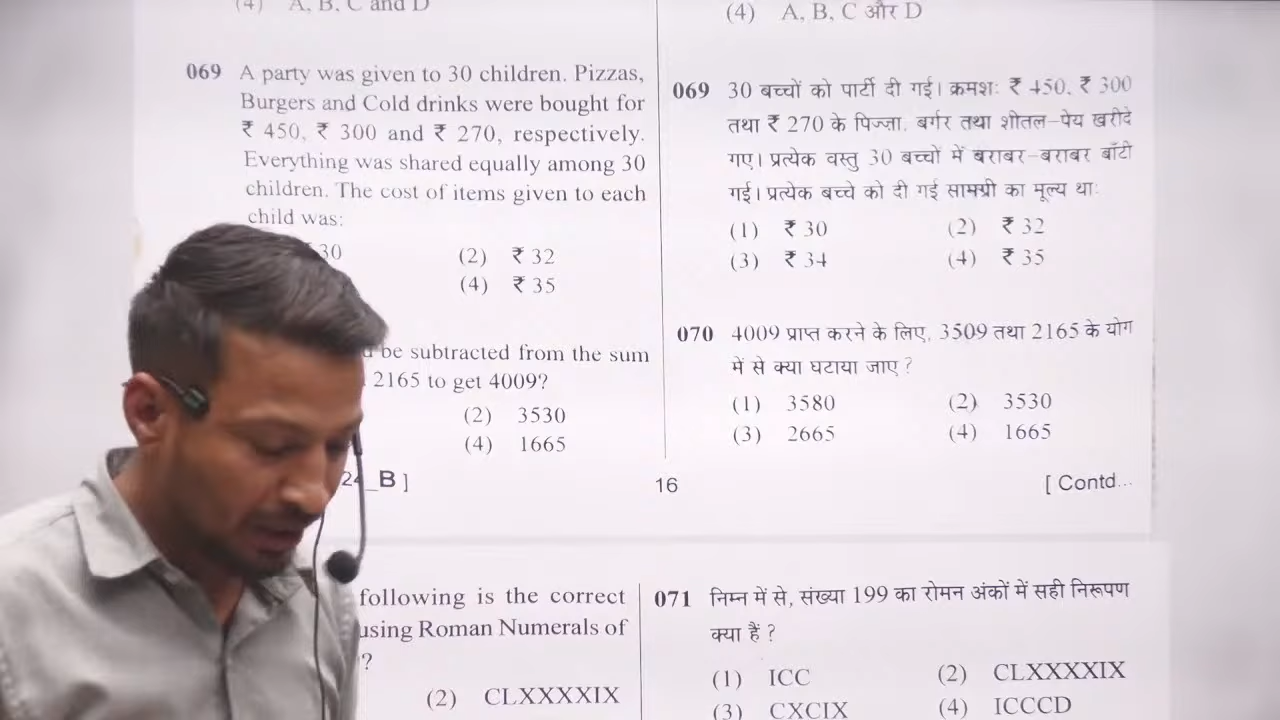 (4) A, B, C and D
069 A party was given to 30 children. Pizzas,
Burgers and Cold drinks were bought for
₹ 450, ₹ 300 and ₹ 270, respectively.
Everything was shared equally among 30
children. The cost of items given to each
child was:
30 (2) ₹ 32
(4) ₹ 35
be subtracted from the sum
2165 to get 4009?
(2) 3530
(4) 1665
_B ]
16
[ Contd...
following is the correct
using Roman Numerals of
?
(2) CLXXXXIX
(4) A, B, C और D
069 30 बच्चों को पार्टी दी गई। क्रमशः ₹ 450, ₹ 300
तथा ₹ 270 के पिज्जा, बर्गर तथा शीतल-पेय खरीदे
गए। प्रत्येक वस्तु 30 बच्चों में बराबर-बराबर बाँटी
गई। प्रत्येक बच्चे को दी गई सामग्री का मूल्य था:
(1) ₹ 30 (2) ₹ 32
(3) ₹ 34 (4) ₹ 35
070 4009 प्राप्त करने के लिए, 3509 तथा 2165 के योग
में से क्या घटाया जाए ?
(1) 3580 (2) 3530
(3) 2665 (4) 1665
071 निम्न में से, संख्या 199 का रोमन अंकों में सही निरूपण
क्या हैं ?
(1) ICC (2) CLXXXXIX
(3) CXCIX (4) ICCCD